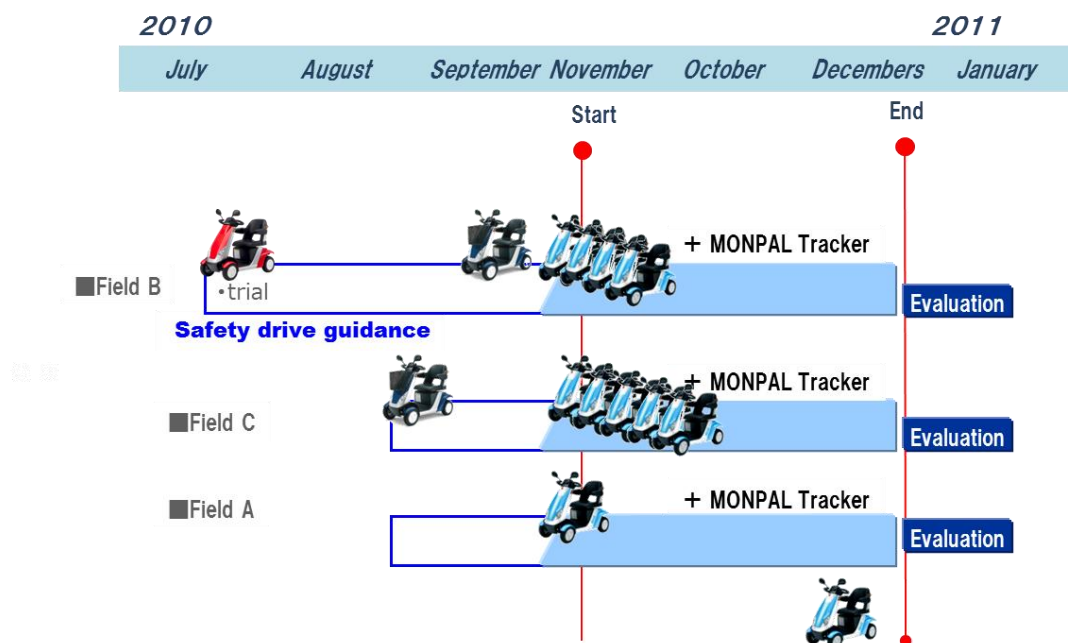 2010 2011
July August September November October Decembers January
Start End
+ MONPAL Tracker
■Field B
•trial
Evaluation
Safety drive guidance
+ MONPAL Tracker
■Field C
Evaluation
+ MONPAL Tracker
■Field A
Evaluation